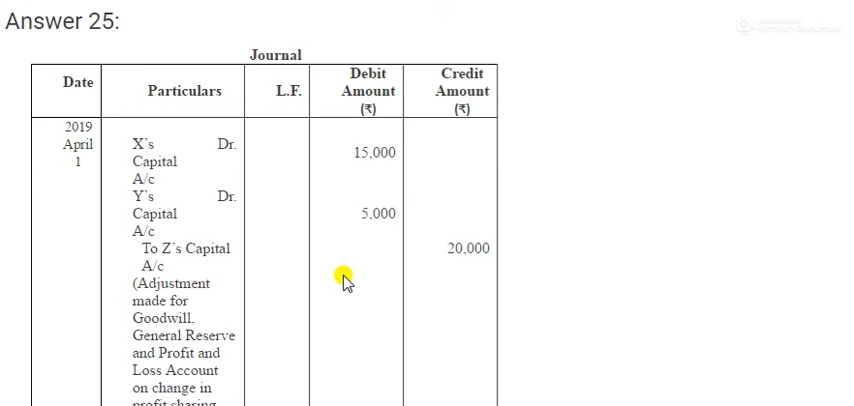 Answer 25:
Journal
Date Particulars L.F. Debit Amount (₹) Credit Amount (₹)
2019
April X's Dr. 15,000
1 Capital
A/c
Y's Dr.
Capital 5,000
A/c
To Z's Capital 20,000
A/c
(Adjustment
made for
Goodwill,
General Reserve
and Profit and
Loss Account
on change in
profit sharing